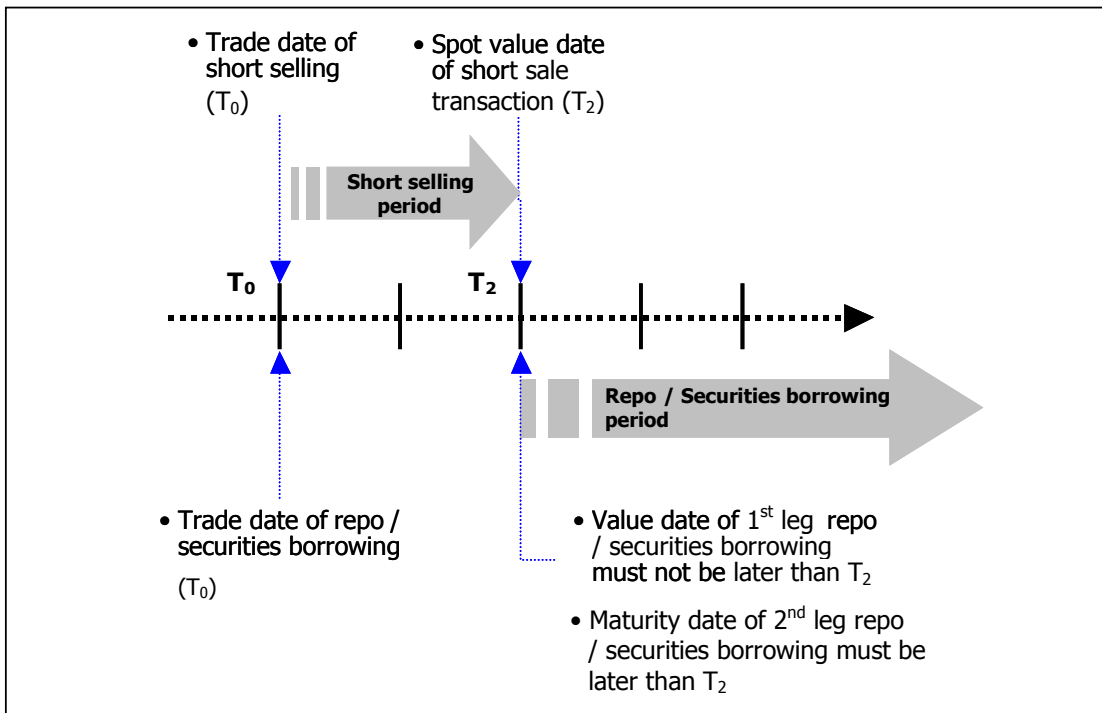 • Trade date of
short selling
(T₀)
• Spot value date
of short sale
transaction (T₂)
Short selling
period
T₀
T₂
Repo / Securities borrowing
period
• Trade date of repo /
securities borrowing
(T₀)
• Value date of 1ˢᵗ leg repo
/ securities borrowing
must not be later than T₂
• Maturity date of 2ⁿᵈ leg repo
/ securities borrowing must be
later than T₂